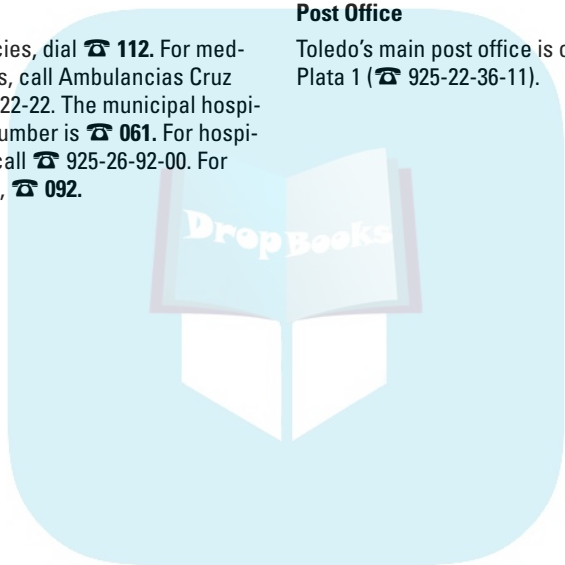 cies, dial ☎ 112. For med-
s, call Ambulancias Cruz
22-22. The municipal hospi-
umber is ☎ 061. For hospi-
call ☎ 925-26-92-00. For
, ☎ 092.
Post Office
Toledo's main post office is
Plata 1 (☎ 925-22-36-11).
DropBooks